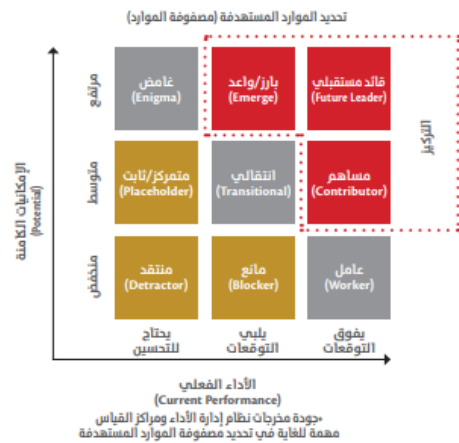 تحديد الموارد المستهدفة (مصفوفة الموارد)
الإمكانيات الكامنة
(Potential)
مرتفع
غامض
(Enigma)
بارز/واعد
(Emerge)
قائد مستقبلي
(Future Leader)
التركيز
متوسط
متمركز/ثابت
(Placeholder)
انتقالي
(Transitional)
مساهم
(Contributor)
منخفض
منتقد
(Detractor)
مانع
(Blocker)
عامل
(Worker)
يحتاج
للتحسين
يلبي
التوقعات
يفوق
التوقعات
الأداء الفعلي
(Current Performance)
•جودة مخرجات نظام إدارة الأداء ومراكز القياس
مهمة للغاية في تحديد مصفوفة الموارد المستهدفة